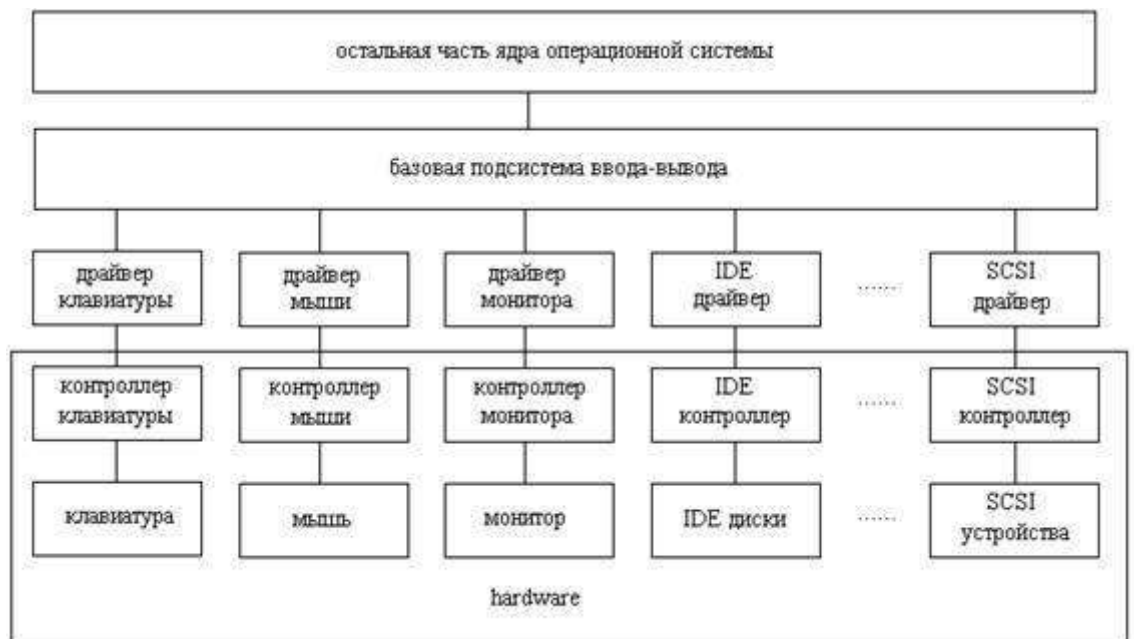 остальная часть ядра операционной системы
базовая подсистема ввода-вывода
драйвер
клавиатуры
драйвер
мыши
драйвер
монитора
IDE
драйвер
......
SCSI
драйвер
контроллер
клавиатуры
контроллер
мыши
контроллер
монитора
IDE
контроллер
......
SCSI
контроллер
клавиатура
мышь
монитор
IDE диски
......
SCSI
устройства
hardware